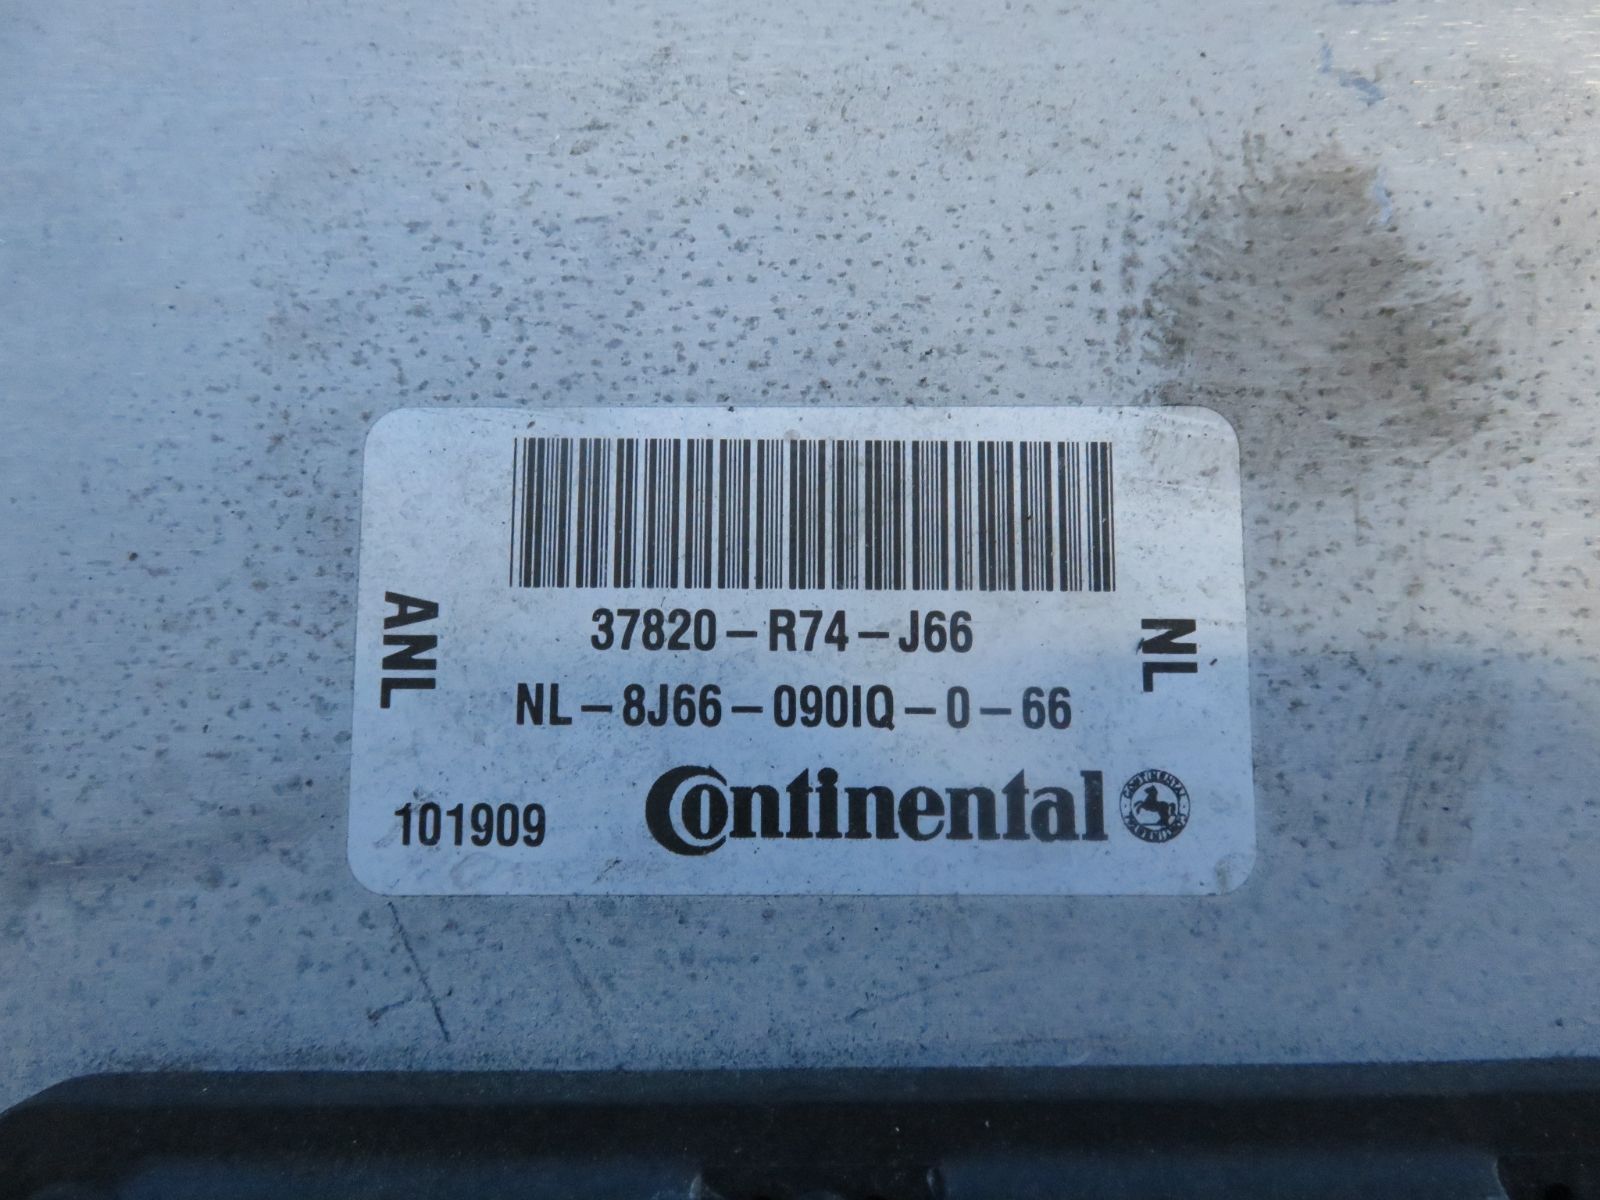 37820-R74-J66
NL-8J66-090IQ-0-66
ANL
NL
101909
Continental